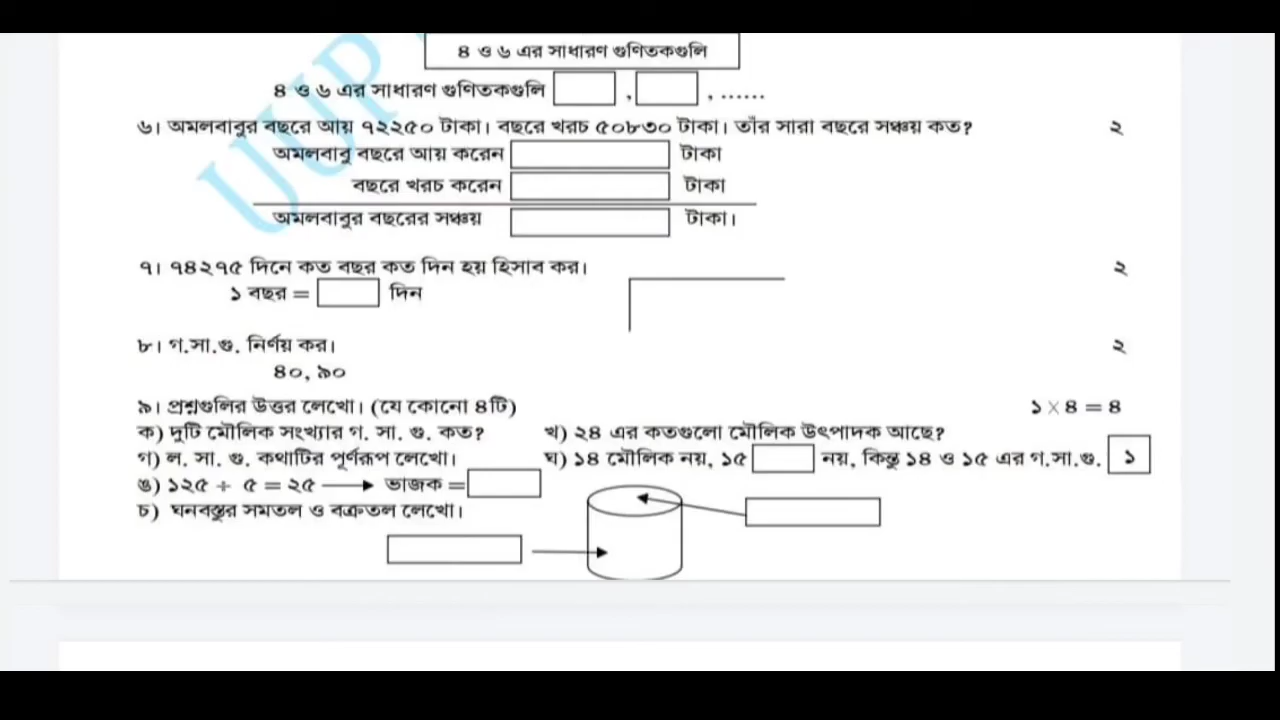 ৪ ও ৬ এর সাধারণ গুণিতকগুলি
৪ ও ৬ এর সাধারণ গুণিতকগুলি , , ......
৬। অমলবাবুর বছরে আয় ৭২২৫০ টাকা। বছরে খরচ ৫০৮৩০ টাকা। তাঁর সারা বছরে সঞ্চয় কত? ২
অমলবাবু বছরে আয় করেন টাকা
বছরে খরচ করেন টাকা
অমলবাবুর বছরের সঞ্চয় টাকা।
৭। ৭৪২৭৫ দিনে কত বছর কত দিন হয় হিসাব কর। ২
১ বছর = দিন
৮। গ.সা.গু. নির্ণয় কর। ২
৪০, ৯০
৯। প্রশ্নগুলির উত্তর লেখো। (যে কোনো ৪টি) ১ × ৪ = ৪
ক) দুটি মৌলিক সংখ্যার গ. সা. গু. কত? খ) ২৪ এর কতগুলো মৌলিক উৎপাদক আছে?
গ) ল. সা. গু. কথাটির পূর্ণরূপ লেখো। ঘ) ১৪ মৌলিক নয়, ১৫ নয়, কিন্তু ১৪ ও ১৫ এর গ.সা.গু. ১
ঙ) ১২৫ ÷ ৫ = ২৫ ⟶ ভাজক =
চ) ঘনবস্তুর সমতল ও বক্রতল লেখো।